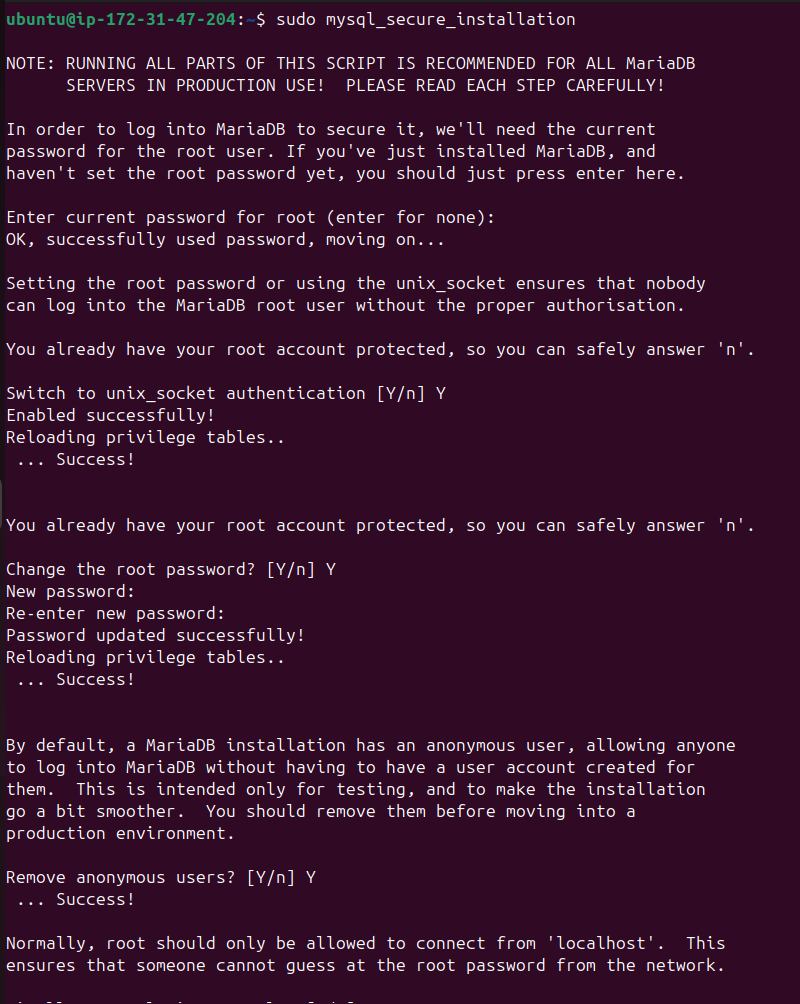 ubuntu@ip-172-31-47-204:~$ sudo mysql_secure_installation
NOTE: RUNNING ALL PARTS OF THIS SCRIPT IS RECOMMENDED FOR ALL MariaDB
SERVERS IN PRODUCTION USE!  PLEASE READ EACH STEP CAREFULLY!
In order to log into MariaDB to secure it, we'll need the current
password for the root user. If you've just installed MariaDB, and
haven't set the root password yet, you should just press enter here.
Enter current password for root (enter for none):
OK, successfully used password, moving on...
Setting the root password or using the unix_socket ensures that nobody
can log into the MariaDB root user without the proper authorisation.
You already have your root account protected, so you can safely answer 'n'.
Switch to unix_socket authentication [Y/n] Y
Enabled successfully!
Reloading privilege tables..
... Success!
You already have your root account protected, so you can safely answer 'n'.
Change the root password? [Y/n] Y
New password:
Re-enter new password:
Password updated successfully!
Reloading privilege tables..
... Success!
By default, a MariaDB installation has an anonymous user, allowing anyone
to log into MariaDB without having to have a user account created for
them.  This is intended only for testing, and to make the installation
go a bit smoother.  You should remove them before moving into a
production environment.
Remove anonymous users? [Y/n] Y
... Success!
Normally, root should only be allowed to connect from 'localhost'.  This
ensures that someone cannot guess at the root password from the network.